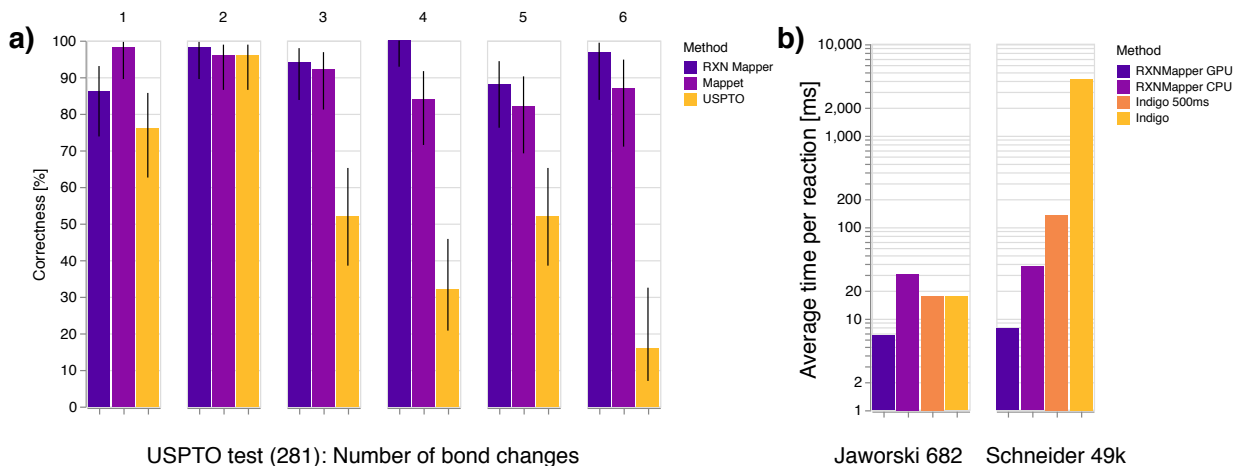 a)
1 2 3 4 5 6
100
90
80
70
60
50
40
30
20
10
0
Correctness [%]
Method
RXN Mapper
Mappet
USPTO
USPTO test (281): Number of bond changes
b)
10,000
2,000
1,000
200
100
20
10
2
1
Average time per reaction [ms]
Method
RXNMapper GPU
RXNMapper CPU
Indigo 500ms
Indigo
Jaworski 682 Schneider 49k